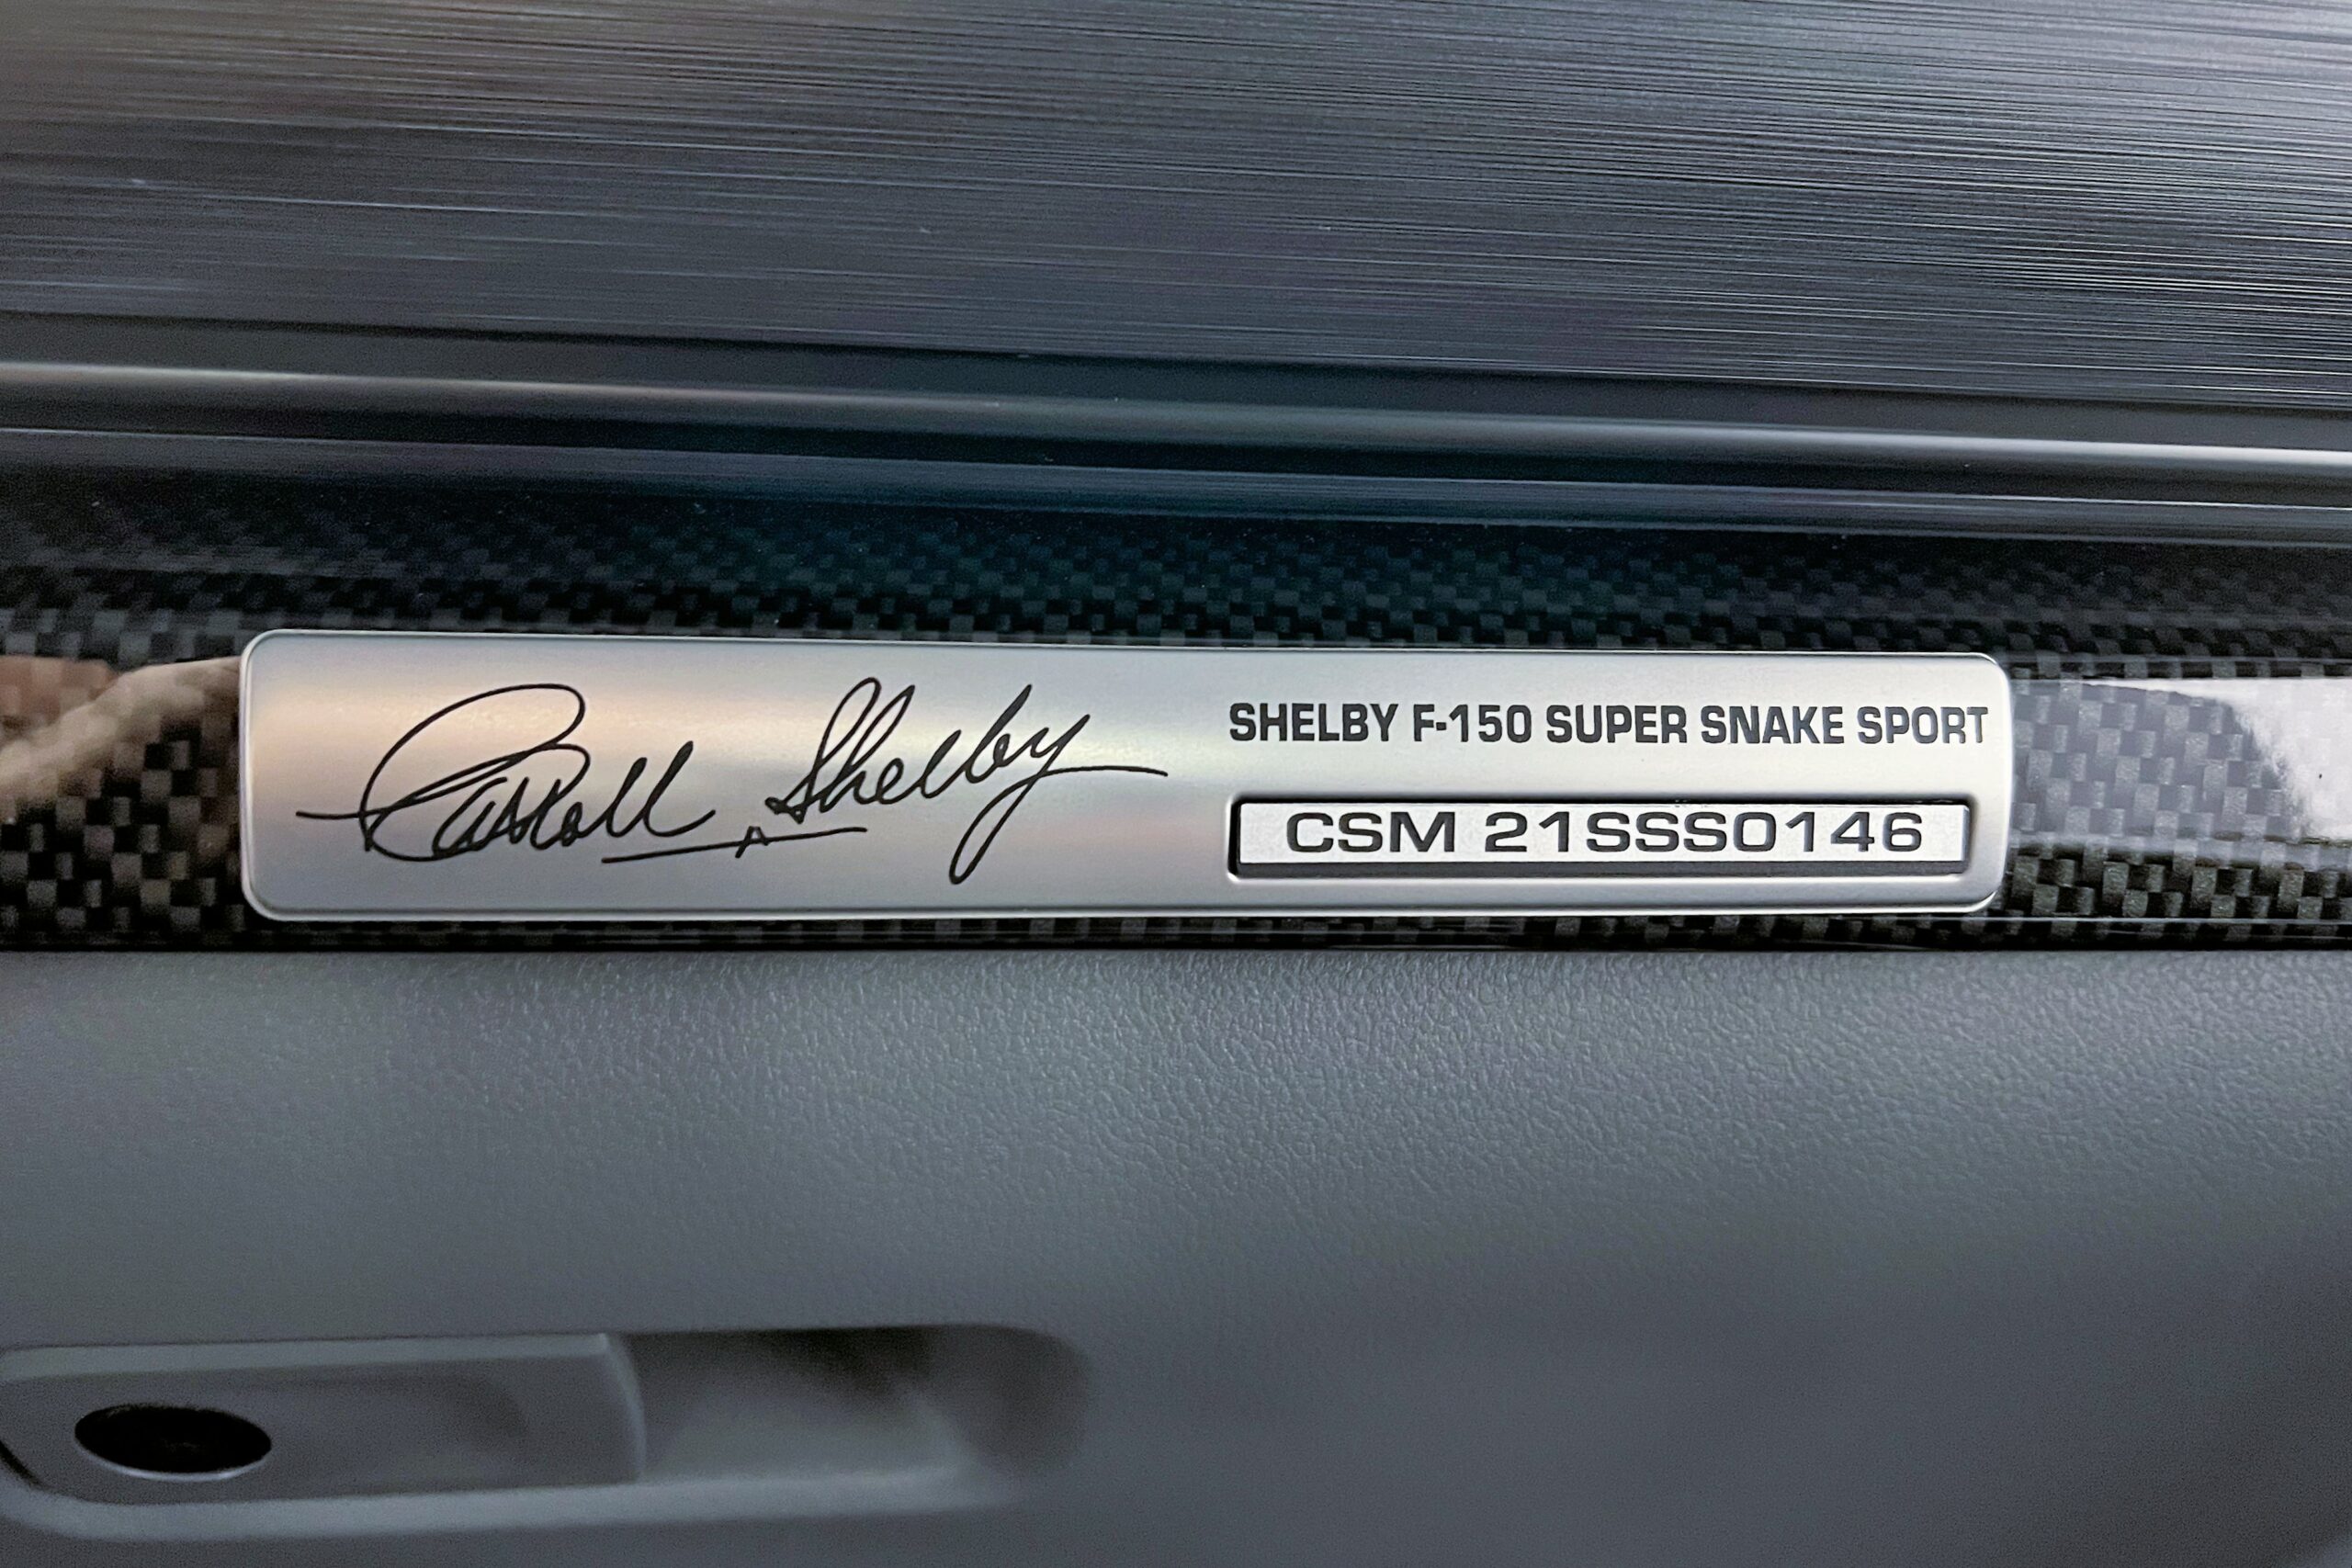 Carroll Shelby
SHELBY F-150 SUPER SNAKE SPORT
CSM 21SSS0146